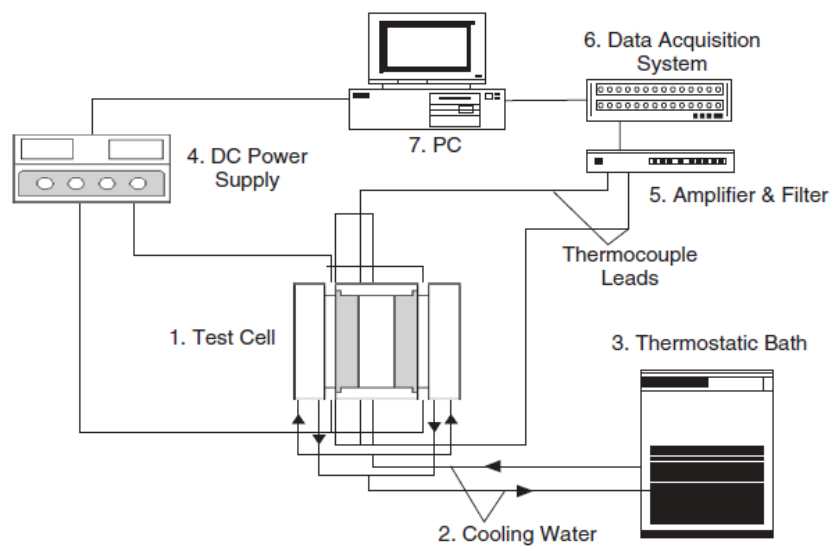 6. Data Acquisition
System
7. PC
4. DC Power
Supply
5. Amplifier & Filter
Thermocouple
Leads
1. Test Cell
3. Thermostatic Bath
2. Cooling Water